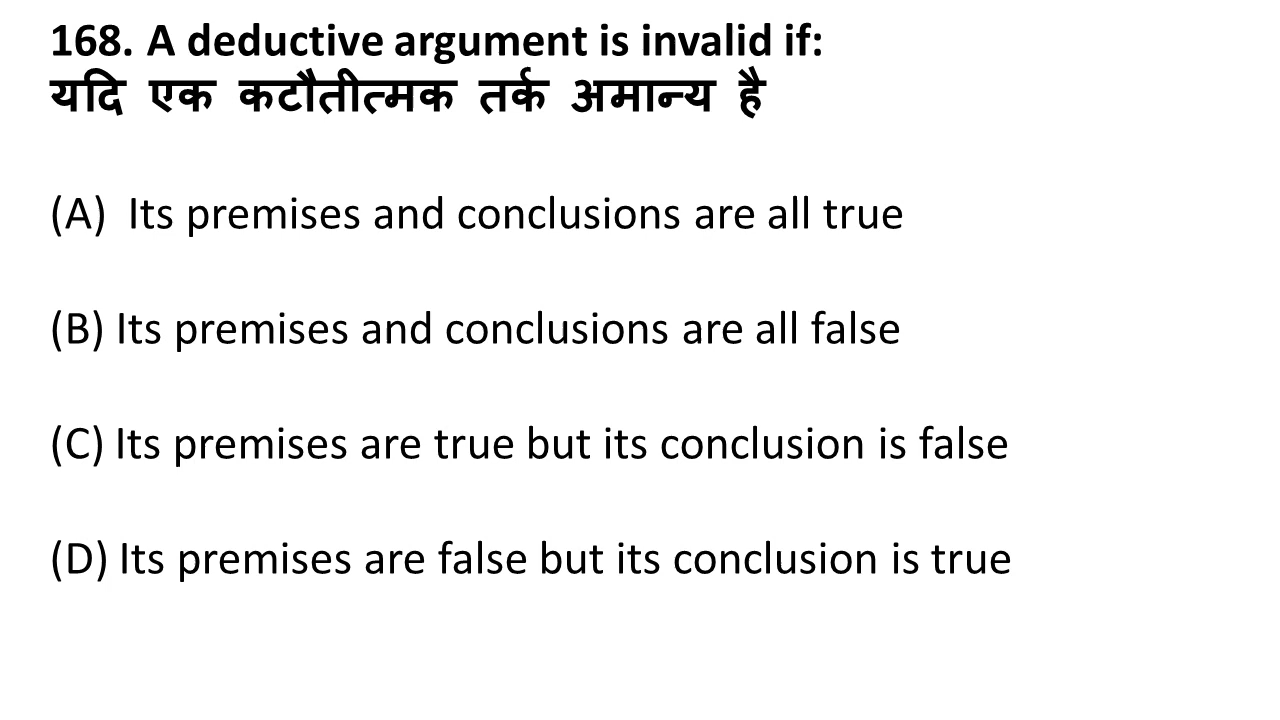 168. A deductive argument is invalid if:
यदि एक कटौतीत्मक तर्क अमान्य है
(A) Its premises and conclusions are all true
(B) Its premises and conclusions are all false
(C) Its premises are true but its conclusion is false
(D) Its premises are false but its conclusion is true